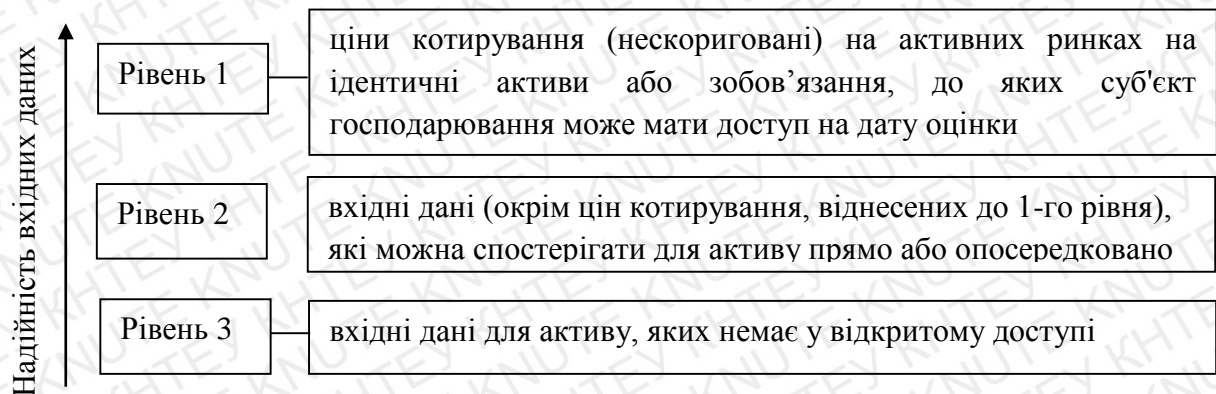 Надійність вхідних даних
Рівень 1
ціни котирування (нескориговані) на активних ринках на
ідентичні активи або зобов’язання, до яких суб'єкт
господарювання може мати доступ на дату оцінки
Рівень 2
вхідні дані (окрім цін котирування, віднесених до 1-го рівня),
які можна спостерігати для активу прямо або опосередковано
Рівень 3
вхідні дані для активу, яких немає у відкритому доступі